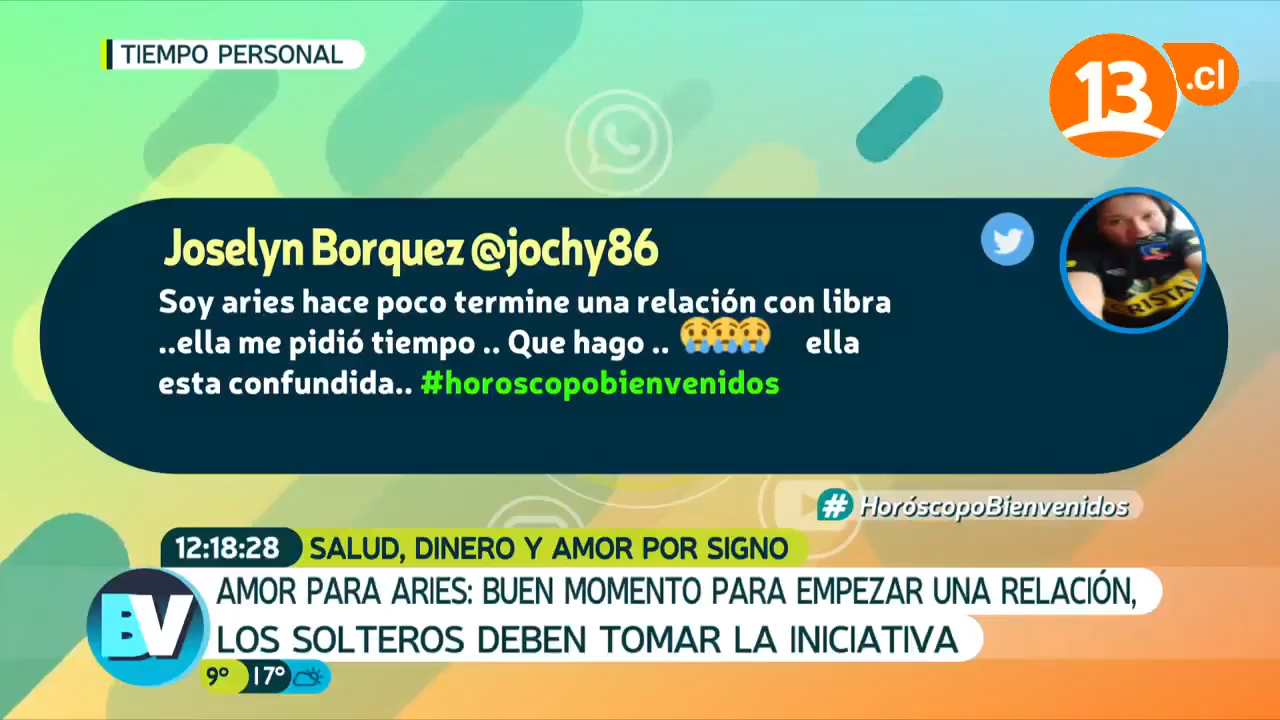 TIEMPO PERSONAL
13
.cl
Joselyn Borquez @jochy86
Soy aries hace poco termine una relación con libra
..ella me pidió tiempo .. Que hago .. 😢😢😢 ella
esta confundida.. #horoscopobienvenidos
CRISTAL
# HoróscopoBienvenidos
12:18:28 SALUD, DINERO Y AMOR POR SIGNO
AMOR PARA ARIES: BUEN MOMENTO PARA EMPEZAR UNA RELACIÓN,
LOS SOLTEROS DEBEN TOMAR LA INICIATIVA
BV
9° 17°